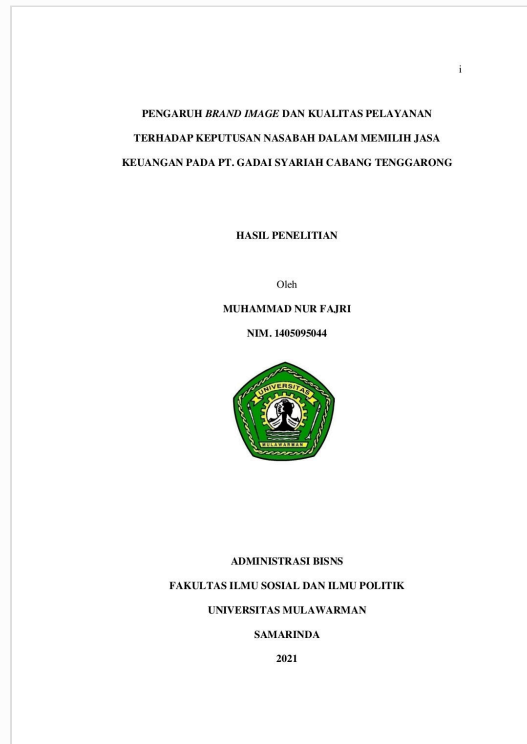 i
PENGARUH BRAND IMAGE DAN KUALITAS PELAYANAN
TERHADAP KEPUTUSAN NASABAH DALAM MEMILIH JASA
KEUANGAN PADA PT. GADAI SYARIAH CABANG TENGGARONG
HASIL PENELITIAN
Oleh
MUHAMMAD NUR FAJRI
NIM. 1405095044
UNIVERSITAS
MULAWARMAN
ADMINISTRASI BISNS
FAKULTAS ILMU SOSIAL DAN ILMU POLITIK
UNIVERSITAS MULAWARMAN
SAMARINDA
2021